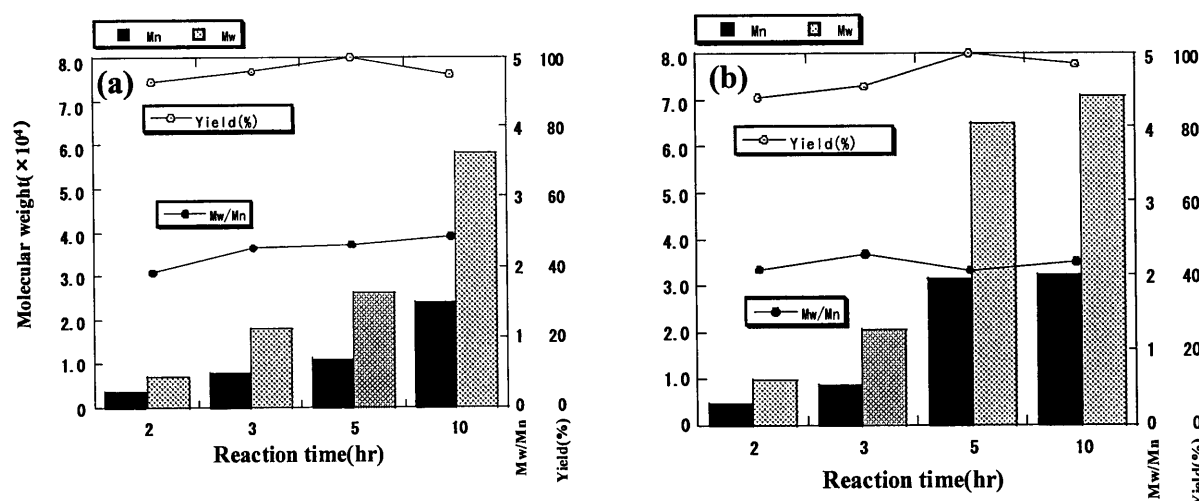 Mn Mw
(a)
Yield(%)
Mw/Mn
Molecular weight(×10⁴)
8.0
7.0
6.0
5.0
4.0
3.0
2.0
1.0
0
5
4
3
2
1
0
100
80
60
40
20
0
2 3 5 10
Reaction time(hr)
Mw/Mn
Yield(%)
Mn Mw
(b)
Yield(%)
Mw/Mn
8.0
7.0
6.0
5.0
4.0
3.0
2.0
1.0
0
5
4
3
2
1
0
100
80
60
40
20
0
2 3 5 10
Reaction time(hr)
Mw/Mn
Yield(%)